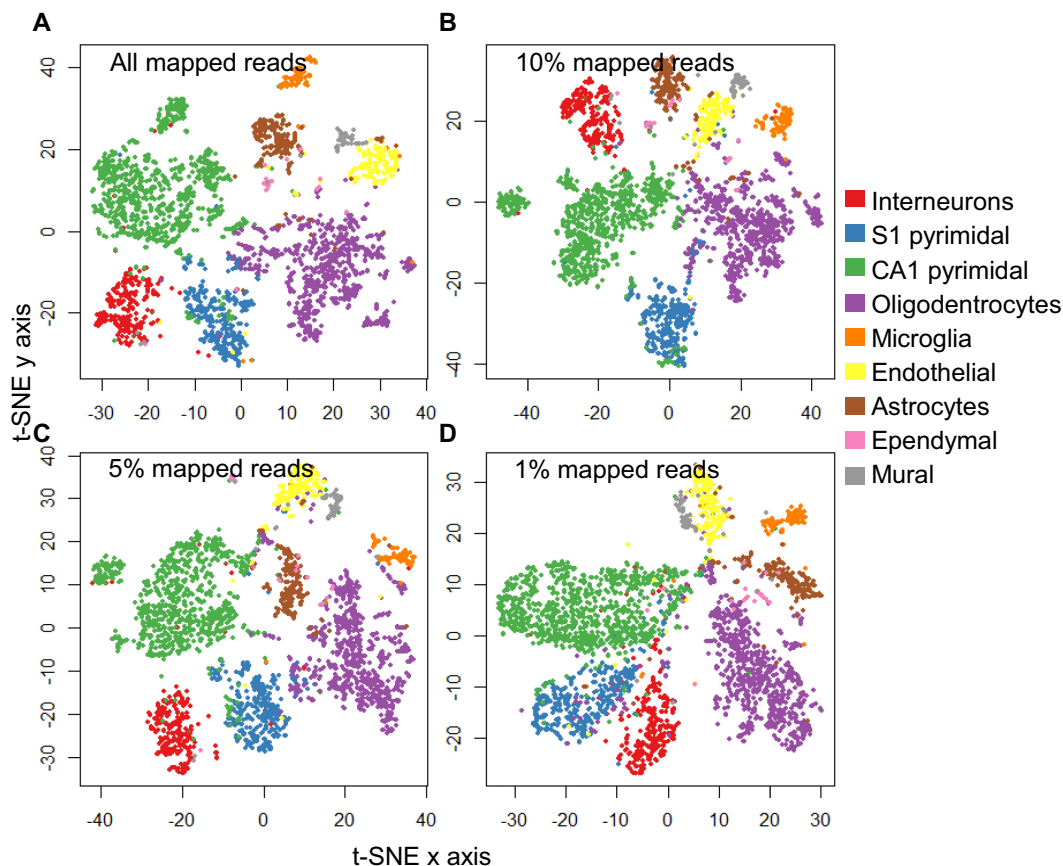 A
All mapped reads
40
20
0
-20
-30
-20
-10
0
10
20
30
40
B
10% mapped reads
20
0
-20
-40
-40
-20
0
20
40
t-SNE y axis
C
5% mapped reads
40
30
20
10
0
-10
-30
-40
-20
0
20
40
D
1% mapped reads
30
20
10
0
-10
-20
-30
-20
-10
0
10
20
30
t-SNE x axis
Interneurons
S1 pyrimidal
CA1 pyrimidal
Oligodentrocytes
Microglia
Endothelial
Astrocytes
Ependymal
Mural